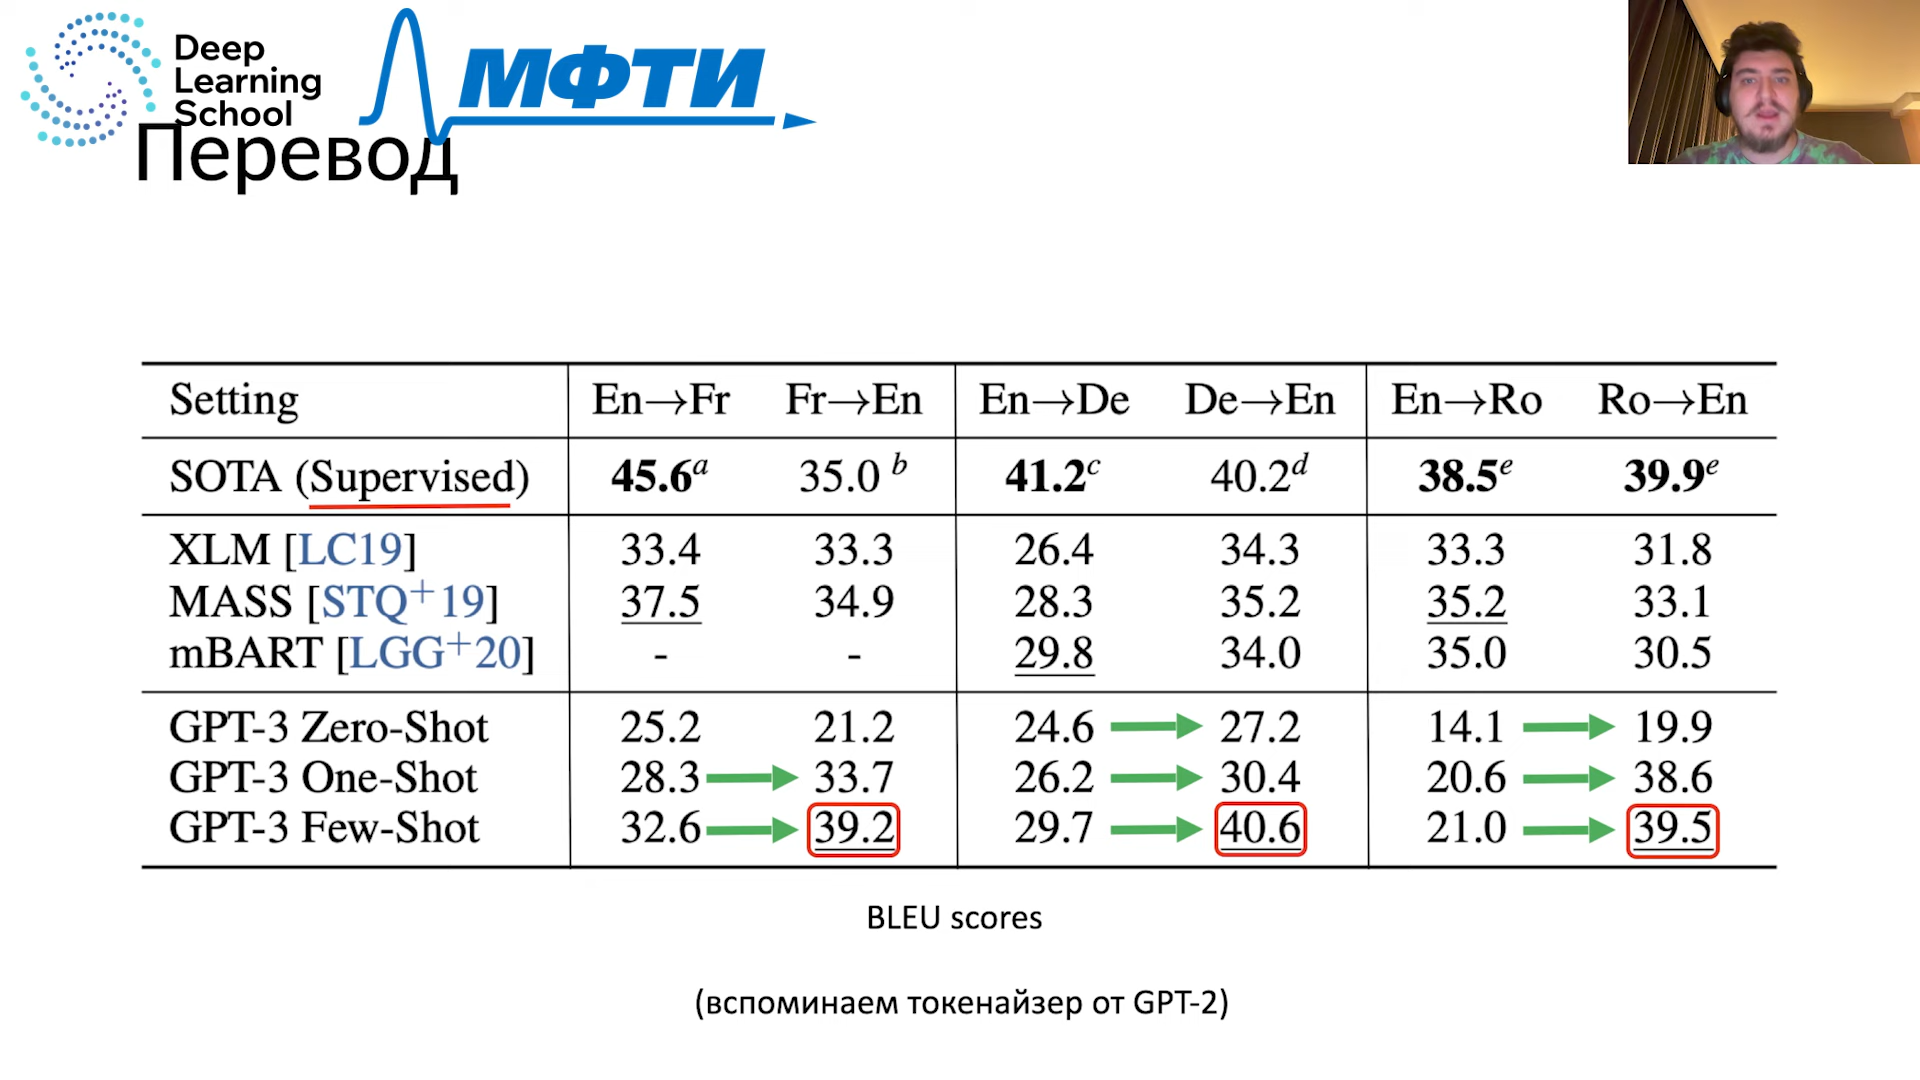 Deep
Learning
School
МФТИ
Перевод
Setting En→Fr Fr→En En→De De→En En→Ro Ro→En
SOTA (Supervised) 45.6a 35.0 b 41.2c 40.2d 38.5e 39.9e
XLM [LC19] 33.4 33.3 26.4 34.3 33.3 31.8
MASS [STQ+19] 37.5 34.9 28.3 35.2 35.2 33.1
mBART [LGG+20] - - 29.8 34.0 35.0 30.5
GPT-3 Zero-Shot 25.2 21.2 24.6 27.2 14.1 19.9
GPT-3 One-Shot 28.3 33.7 26.2 30.4 20.6 38.6
GPT-3 Few-Shot 32.6 39.2 29.7 40.6 21.0 39.5
BLEU scores
(вспоминаем токенайзер от GPT-2)